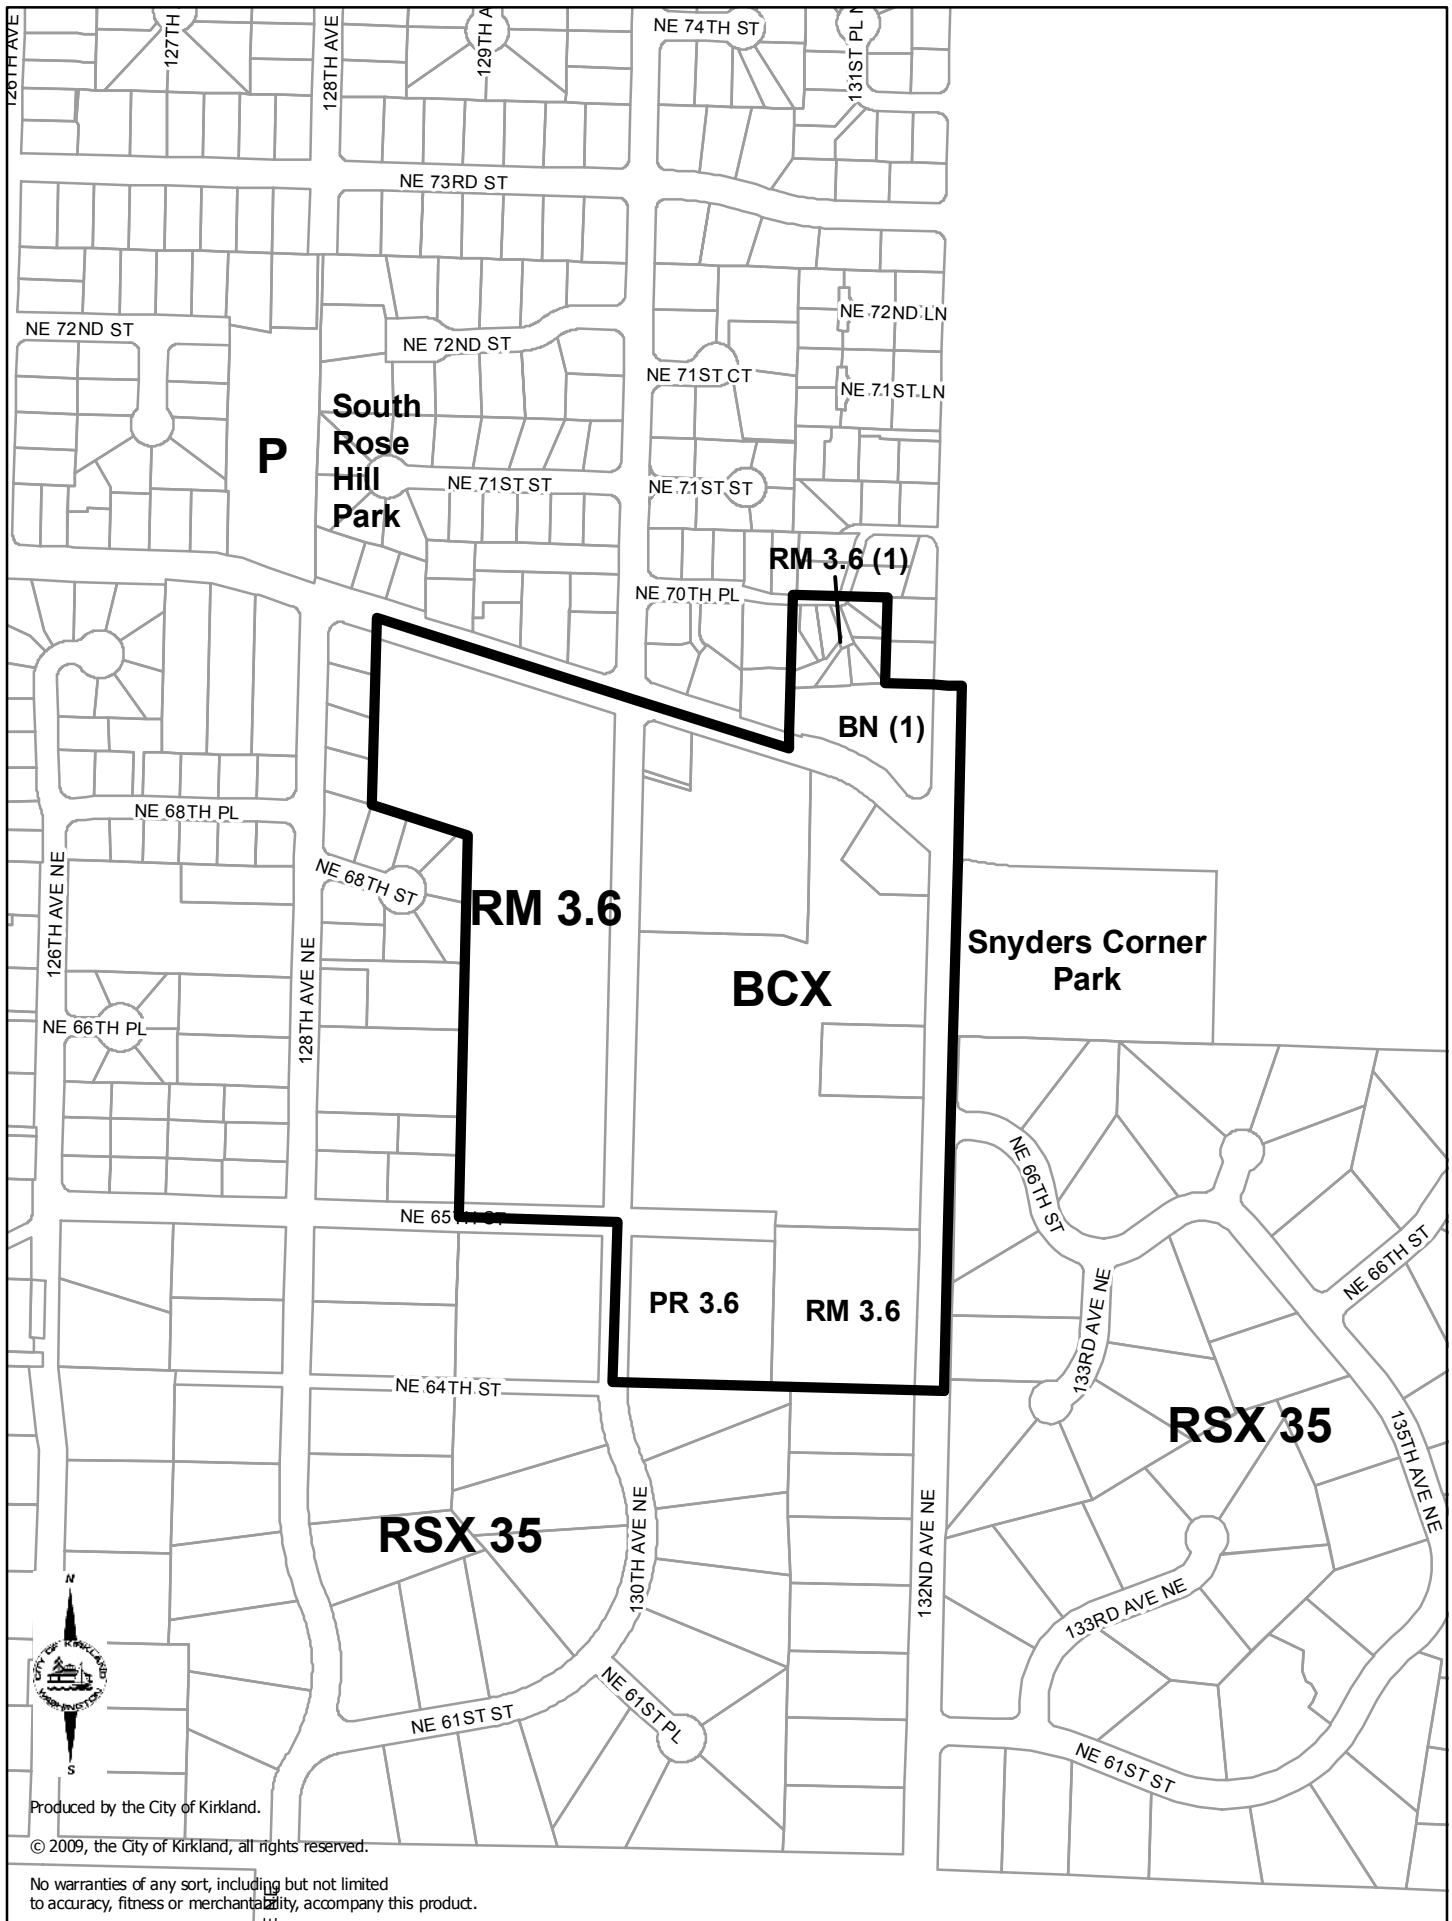 126TH AVE
127TH
128TH AVE
129TH A
NE 74TH ST
131ST PL N
NE 73RD ST
NE 72ND ST
NE 72ND ST
NE 72ND LN
NE 71ST CT
NE 71ST LN
South
Rose
Hill
Park
P
NE 71ST ST
NE 71ST ST
RM 3.6 (1)
NE 70TH PL
BN (1)
NE 68TH PL
NE 68TH ST
RM 3.6
126TH AVE NE
128TH AVE NE
Snyders Corner
Park
BCX
NE 66TH PL
NE 66TH ST
NE 65TH ST
NE 66TH ST
PR 3.6
RM 3.6
133RD AVE NE
NE 64TH ST
RSX 35
135TH AVE NE
RSX 35
130TH AVE NE
132ND AVE NE
133RD AVE NE
N
CITY OF KIRKLAND
WASHINGTON
S
NE 61ST ST
NE 61ST PL
NE 61ST ST
Produced by the City of Kirkland.
© 2009, the City of Kirkland, all rights reserved.
No warranties of any sort, including but not limited
to accuracy, fitness or merchantability, accompany this product.